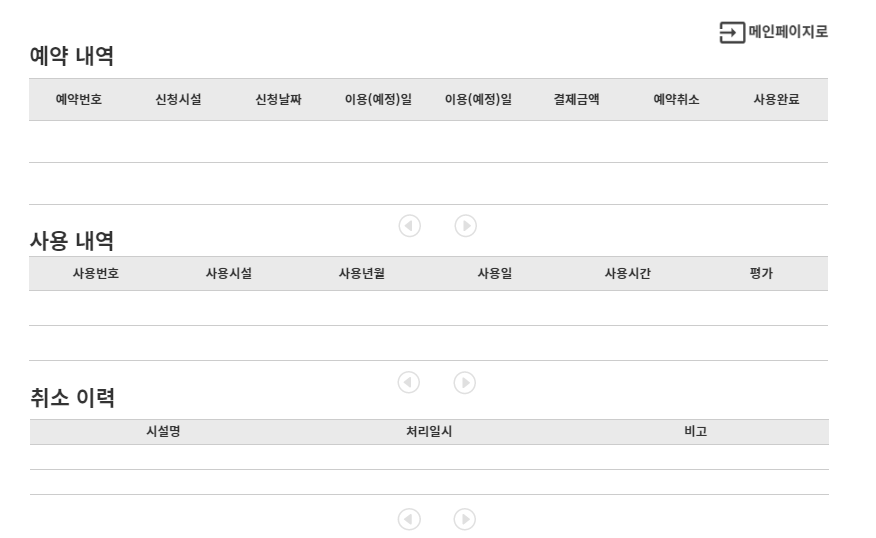 메인페이지로
예약 내역
예약번호 신청시설 신청날짜 이용(예정)일 이용(예정)일 결제금액 예약취소 사용완료
사용 내역
사용번호 사용시설 사용년월 사용일 사용시간 평가
취소 이력
시설명 처리일시 비고